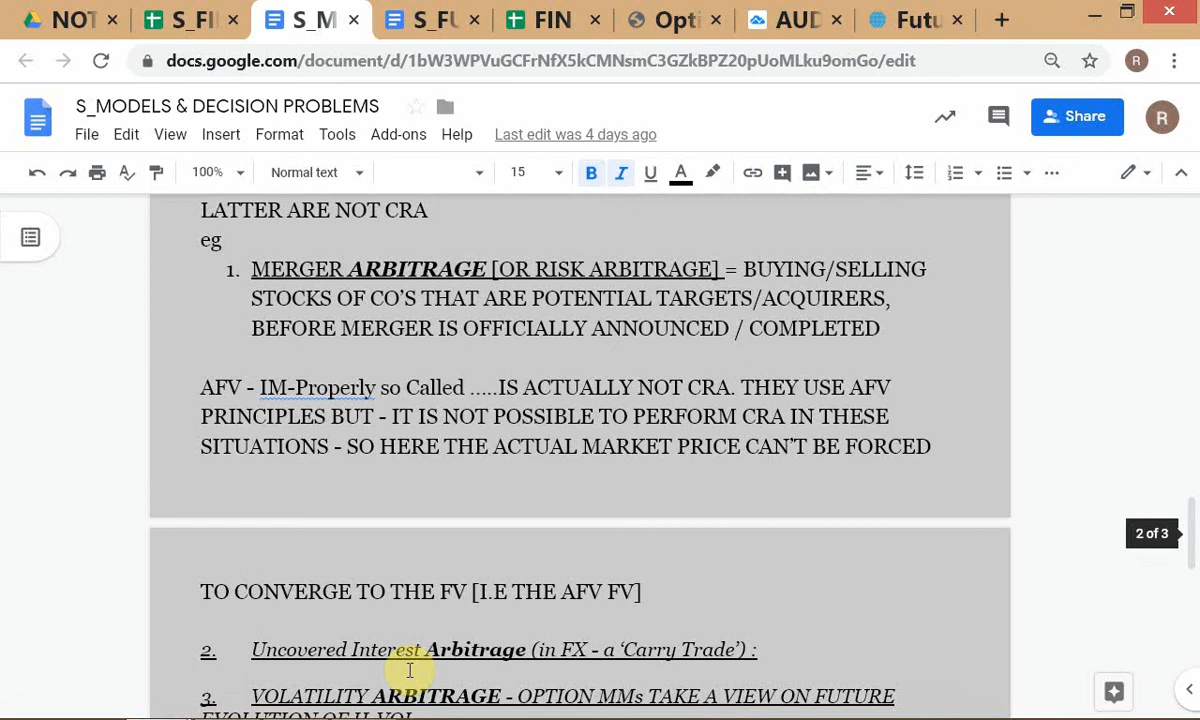 NOT S_FI S_M S_FU FIN Opti AUD Futu
docs.google.com/document/d/1bW3WPVuGCFrNfX5kCMNsmC3GZkBPZ20pUoMLku9omGo/edit R
S_MODELS & DECISION PROBLEMS
File Edit View Insert Format Tools Add-ons Help Last edit was 4 days ago Share R
100% Normal text 15 B I U A
LATTER ARE NOT CRA
eg
1. MERGER ARBITRAGE [OR RISK ARBITRAGE] = BUYING/SELLING
STOCKS OF CO'S THAT ARE POTENTIAL TARGETS/ACQUIRERS,
BEFORE MERGER IS OFFICIALLY ANNOUNCED / COMPLETED
AFV - IM-Properly so Called .....IS ACTUALLY NOT CRA. THEY USE AFV
PRINCIPLES BUT - IT IS NOT POSSIBLE TO PERFORM CRA IN THESE
SITUATIONS - SO HERE THE ACTUAL MARKET PRICE CAN'T BE FORCED
2 of 3
TO CONVERGE TO THE FV [I.E THE AFV FV]
2. Uncovered Interest Arbitrage (in FX - a 'Carry Trade') :
3. VOLATILITY ARBITRAGE - OPTION MMs TAKE A VIEW ON FUTURE